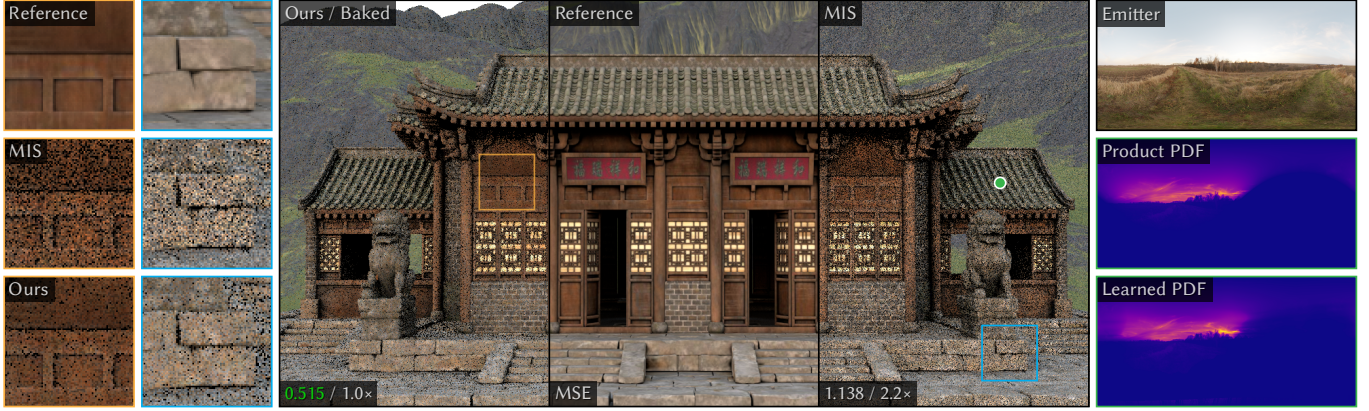 Reference
MIS
Ours
Ours / Baked
Reference
MIS
0.515 / 1.0×
MSE
1.138 / 2.2×
Emitter
Product PDF
Learned PDF